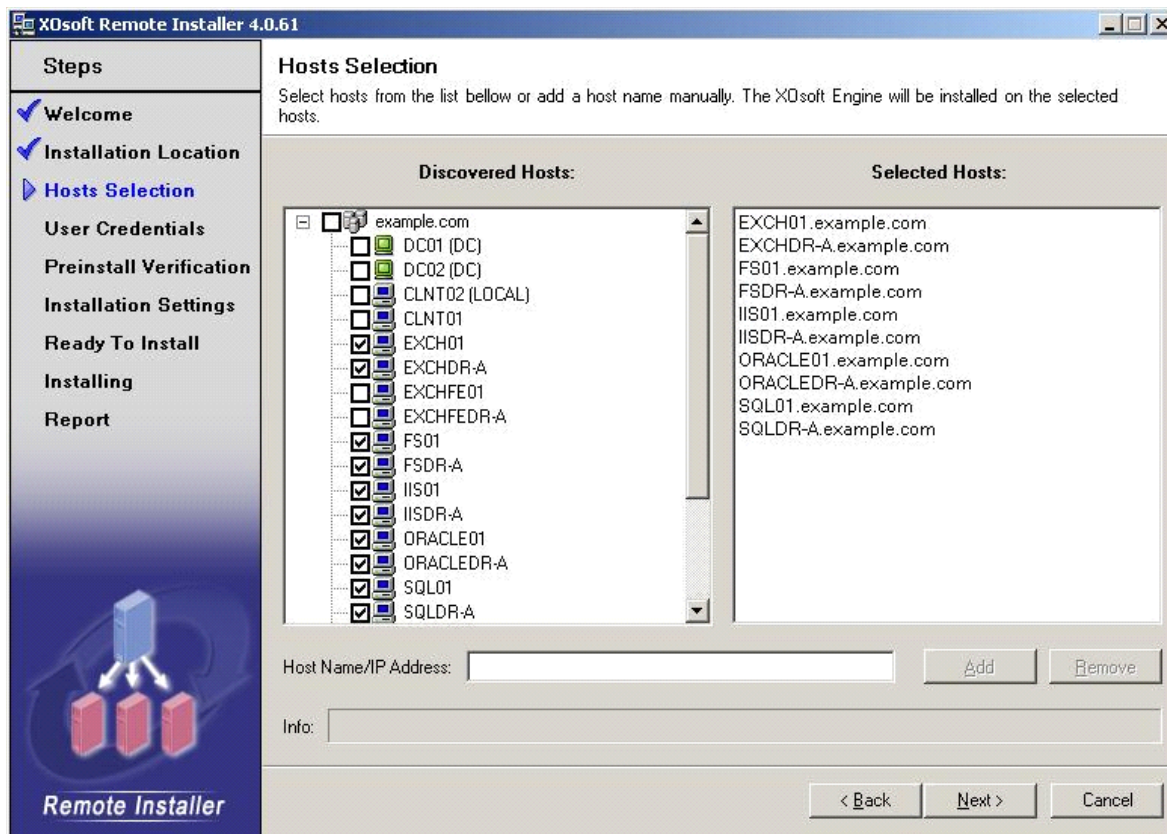 XOsoft Remote Installer 4.0.61
Steps
Welcome
Installation Location
Hosts Selection
User Credentials
Preinstall Verification
Installation Settings
Ready To Install
Installing
Report
Remote Installer
Hosts Selection
Select hosts from the list bellow or add a host name manually. The XOsoft Engine will be installed on the selected
hosts.
Discovered Hosts:
example.com
DC01 (DC)
DC02 (DC)
CLNT02 (LOCAL)
CLNT01
EXCH01
EXCHDR-A
EXCHFE01
EXCHFEDR-A
FS01
FSDR-A
IIS01
IISDR-A
ORACLE01
ORACLEDR-A
SQL01
SQLDR-A
Selected Hosts:
EXCH01.example.com
EXCHDR-A.example.com
FS01.example.com
FSDR-A.example.com
IIS01.example.com
IISDR-A.example.com
ORACLE01.example.com
ORACLEDR-A.example.com
SQL01.example.com
SQLDR-A.example.com
Host Name/IP Address:
Add
Remove
Info:
< Back
Next >
Cancel